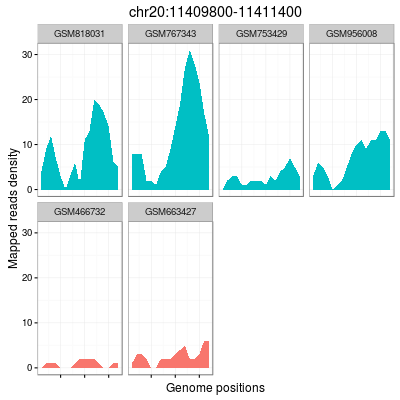 chr20:11409800-11411400
GSM818031 GSM767343 GSM753429 GSM956008
30
20
10
0
GSM466732 GSM663427
30
20
10
0
Mapped reads density
Genome positions